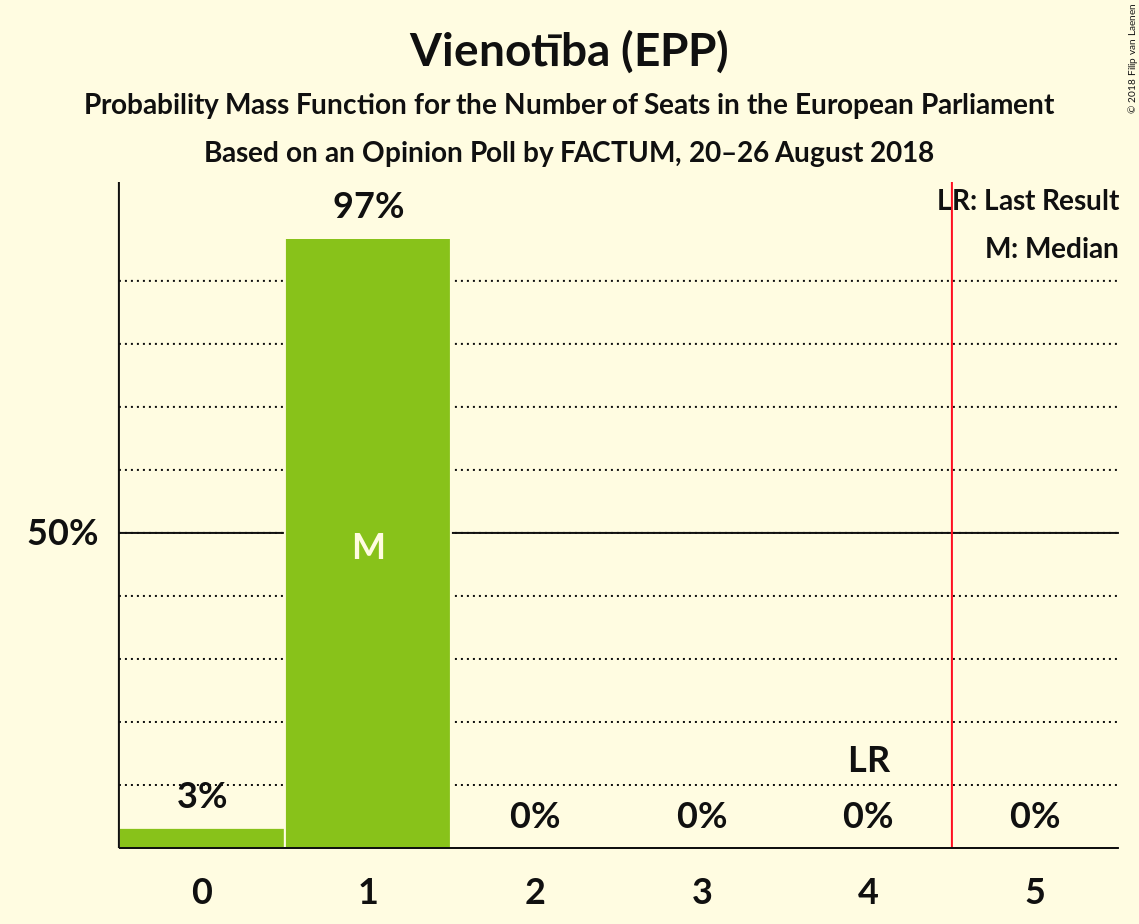 Vienotība (EPP)
Probability Mass Function for the Number of Seats in the European Parliament
Based on an Opinion Poll by FACTUM, 20–26 August 2018
© 2018 Filip van Laenen
LR: Last Result
M: Median
97%
50%
M
LR
3%
0%
0%
0%
0%
0 1 2 3 4 5